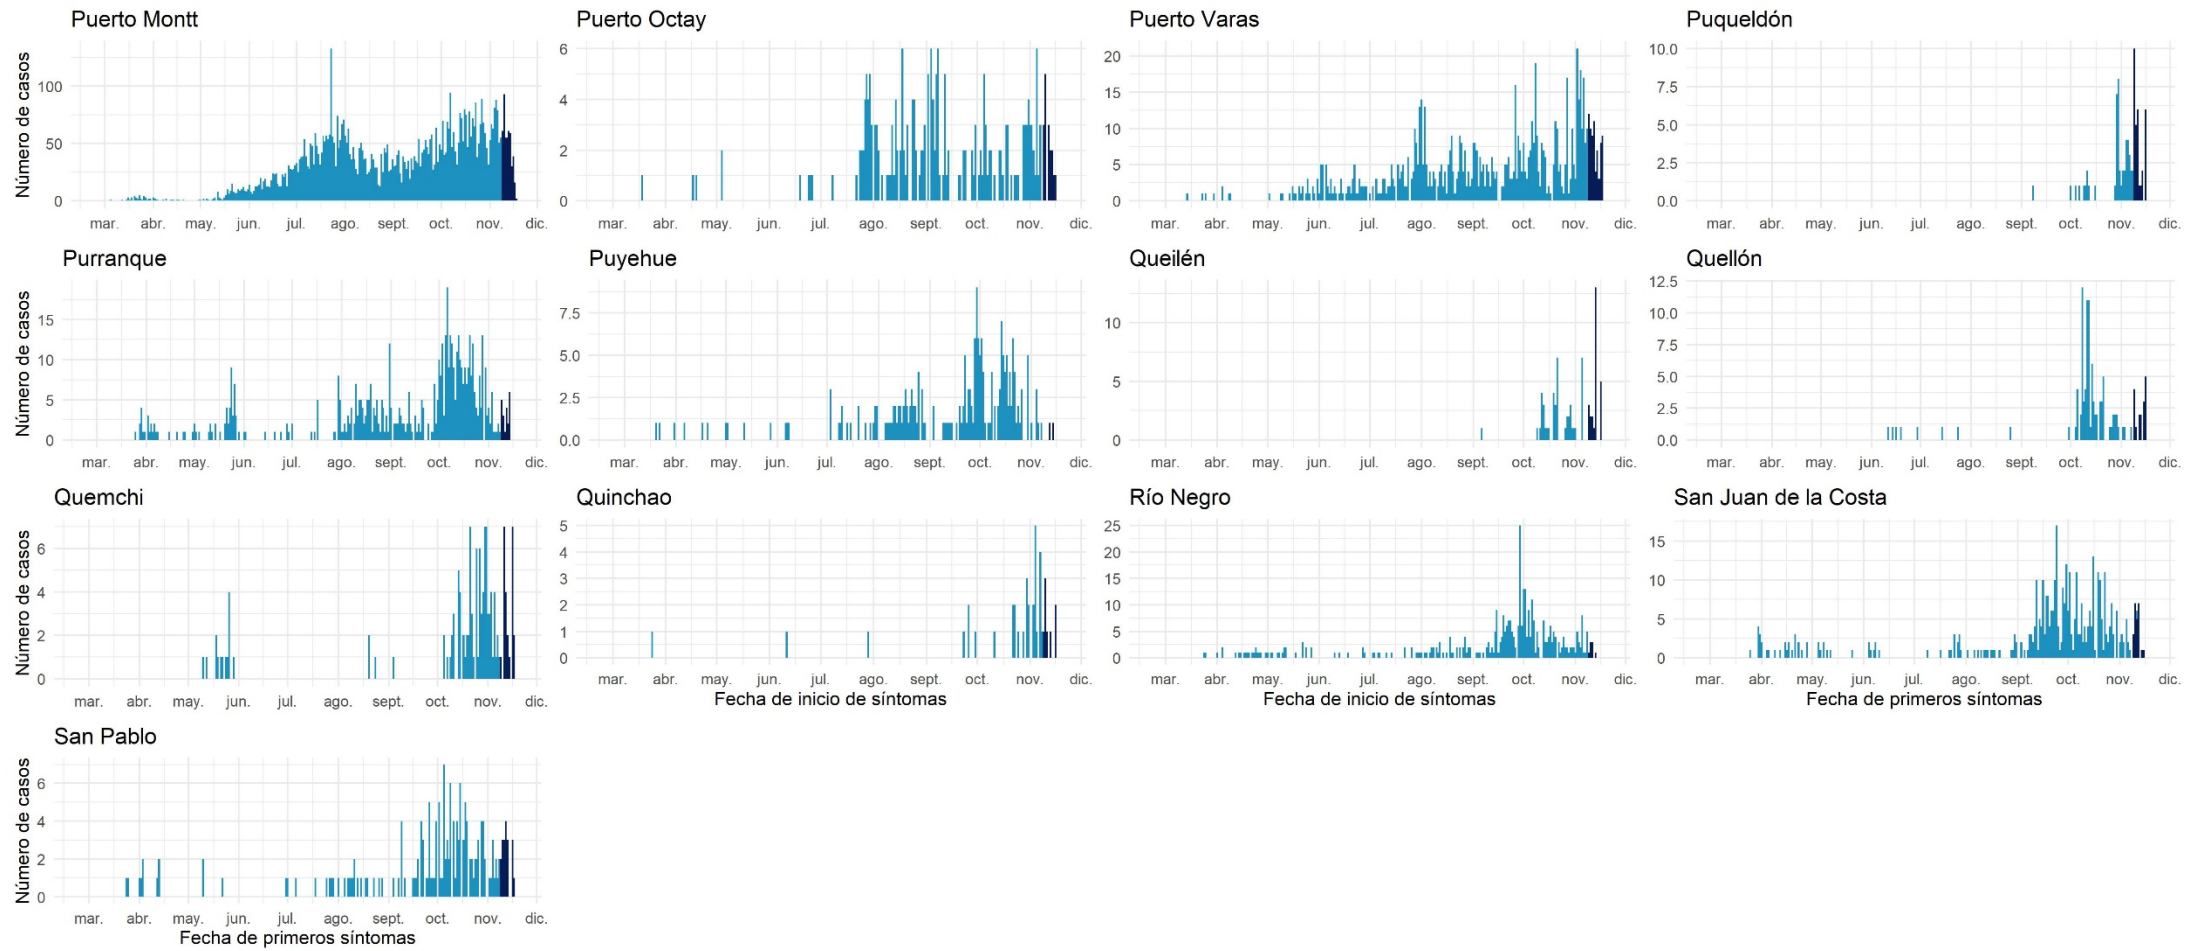 Puerto Montt
Número de casos
100
50
0
mar. abr. may. jun. jul. ago. sept. oct. nov. dic.
Puerto Octay
6
4
2
0
mar. abr. may. jun. jul. ago. sept. oct. nov. dic.
Puerto Varas
20
15
10
5
0
mar. abr. may. jun. jul. ago. sept. oct. nov. dic.
Puqueldón
10.0
7.5
5.0
2.5
0.0
mar. abr. may. jun. jul. ago. sept. oct. nov. dic.
Purranque
Número de casos
15
10
5
0
mar. abr. may. jun. jul. ago. sept. oct. nov. dic.
Puyehue
7.5
5.0
2.5
0.0
mar. abr. may. jun. jul. ago. sept. oct. nov. dic.
Queilén
10
5
0
mar. abr. may. jun. jul. ago. sept. oct. nov. dic.
Quellón
12.5
10.0
7.5
5.0
2.5
0.0
mar. abr. may. jun. jul. ago. sept. oct. nov. dic.
Quemchi
Número de casos
6
4
2
0
mar. abr. may. jun. jul. ago. sept. oct. nov. dic.
Quinchao
5
4
3
2
1
0
mar. abr. may. jun. jul. ago. sept. oct. nov. dic.
Fecha de inicio de síntomas
Río Negro
25
20
15
10
5
0
mar. abr. may. jun. jul. ago. sept. oct. nov. dic.
Fecha de inicio de síntomas
San Juan de la Costa
15
10
5
0
mar. abr. may. jun. jul. ago. sept. oct. nov. dic.
Fecha de primeros síntomas
San Pablo
Número de casos
6
4
2
0
mar. abr. may. jun. jul. ago. sept. oct. nov. dic.
Fecha de primeros síntomas